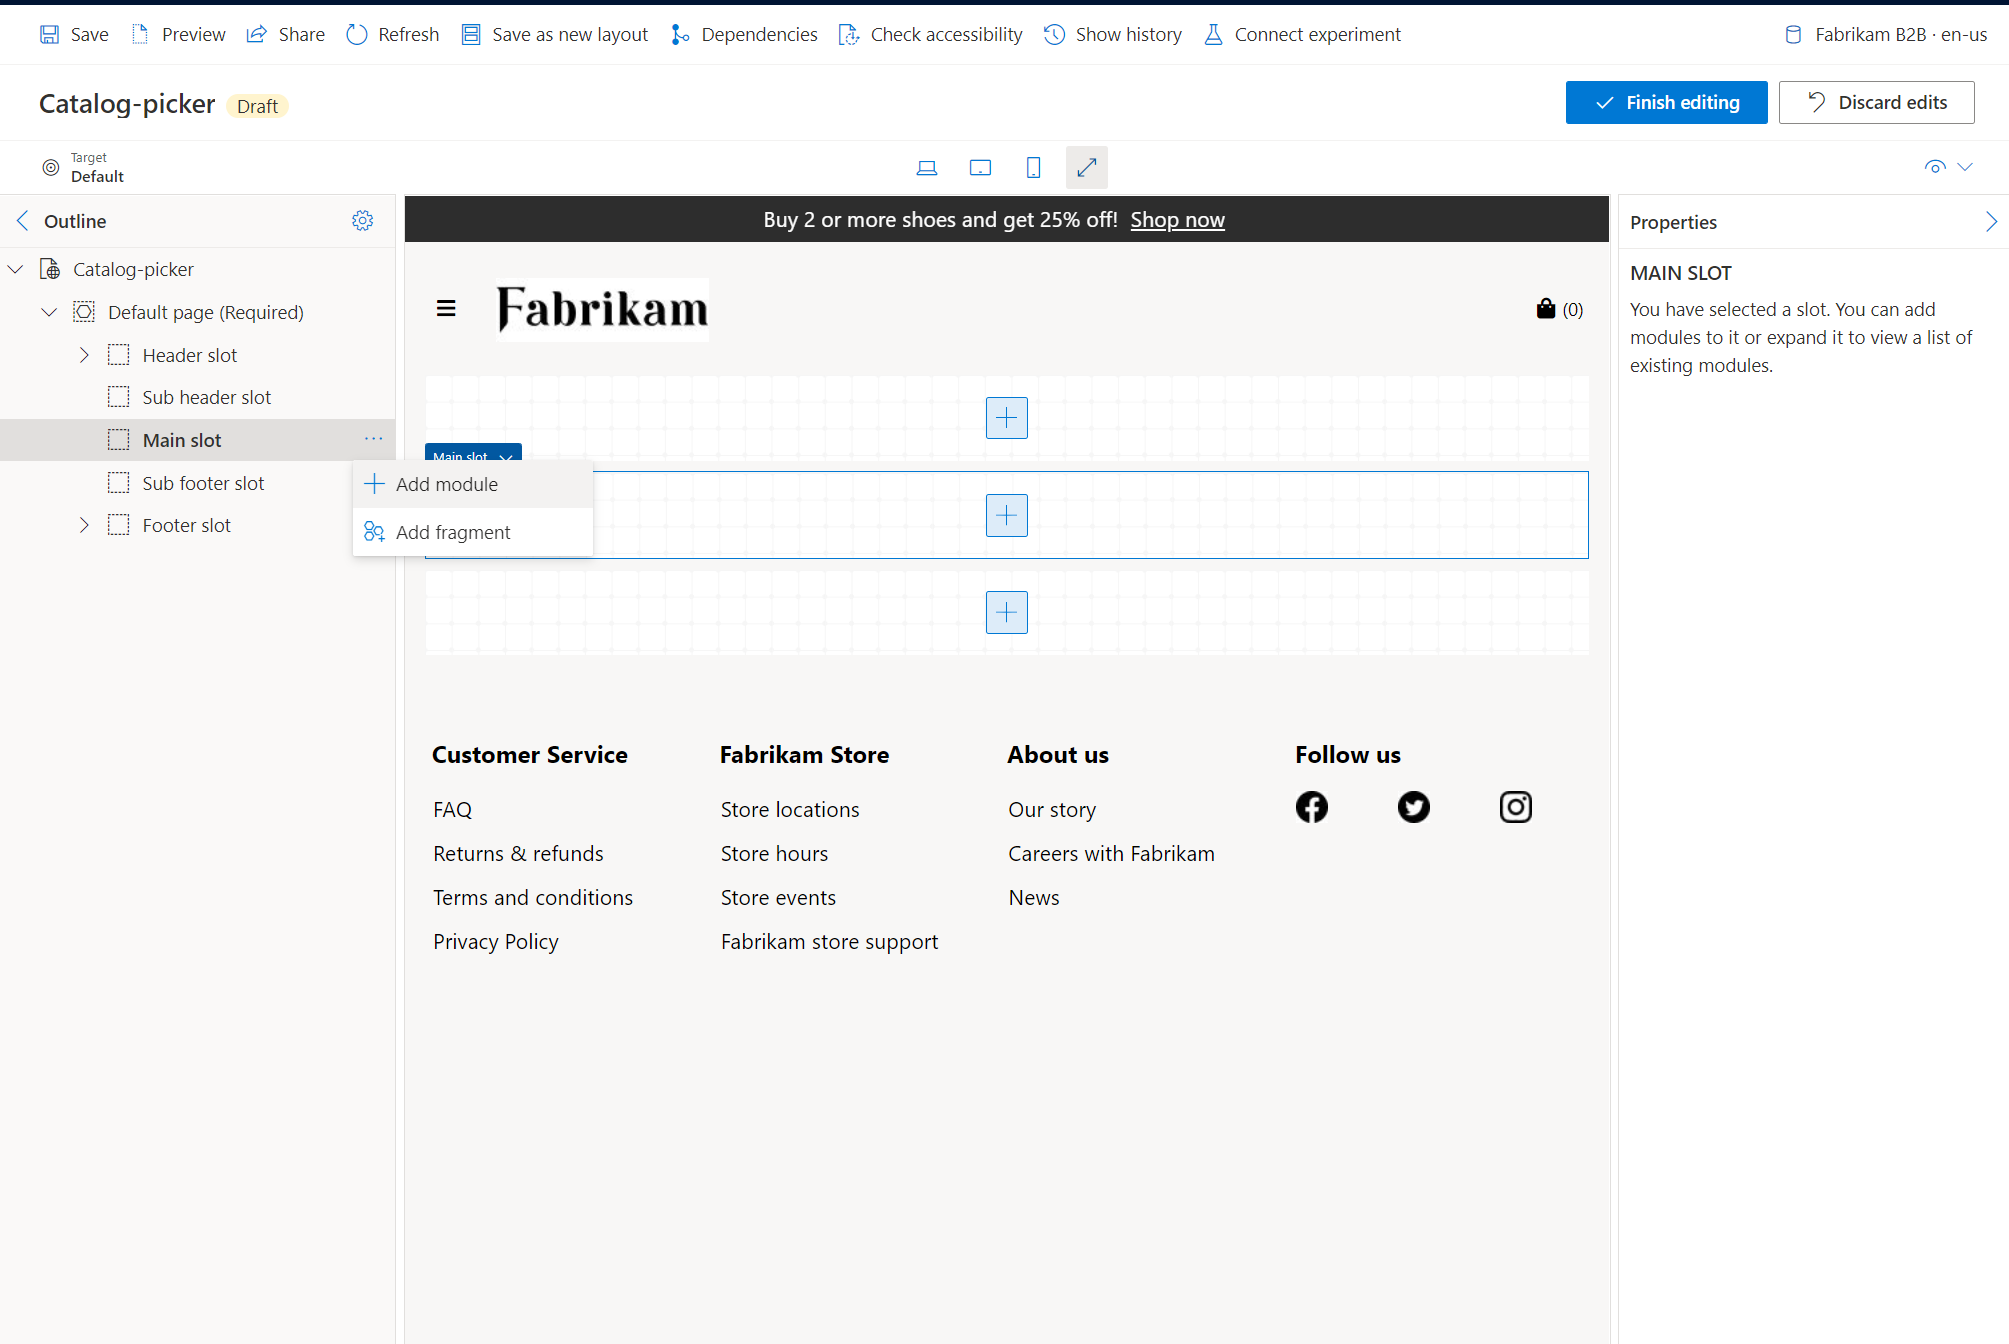 Save Preview Share Refresh Save as new layout Dependencies Check accessibility Show history Connect experiment Fabrikam B2B · en-us
Catalog-picker Draft Finish editing Discard edits
Target
Default
Outline
Catalog-picker
Default page (Required)
Header slot
Sub header slot
Main slot ...
Sub footer slot
Footer slot
Add module
Add fragment
Buy 2 or more shoes and get 25% off! Shop now
Fabrikam (0)
Main slot
Customer Service
FAQ
Returns & refunds
Terms and conditions
Privacy Policy
Fabrikam Store
Store locations
Store hours
Store events
Fabrikam store support
About us
Our story
Careers with Fabrikam
News
Follow us
Properties
MAIN SLOT
You have selected a slot. You can add
modules to it or expand it to view a list of
existing modules.